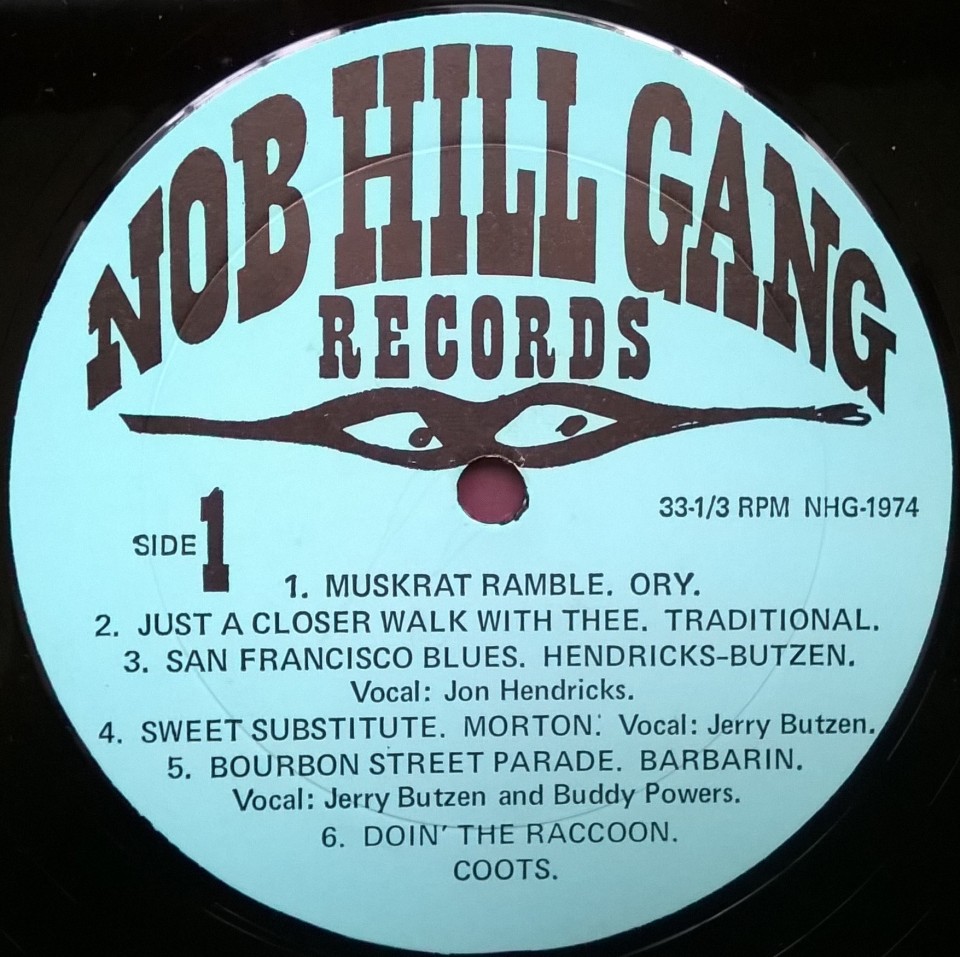 NOB HILL GANG
RECORDS
33-1/3 RPM NHG-1974
SIDE 1
1. MUSKRAT RAMBLE. ORY.
2. JUST A CLOSER WALK WITH THEE. TRADITIONAL.
3. SAN FRANCISCO BLUES. HENDRICKS-BUTZEN.
Vocal: Jon Hendricks.
4. SWEET SUBSTITUTE. MORTON. Vocal: Jerry Butzen.
5. BOURBON STREET PARADE. BARBARIN.
Vocal: Jerry Butzen and Buddy Powers.
6. DOIN' THE RACCOON.
COOTS.